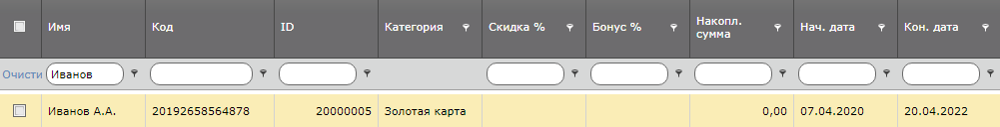 Имя Код ID Категория Скидка % Бонус % Накопл. сумма Нач. дата Кон. дата
Очисти Иванов
Иванов А.А. 20192658564878 20000005 Золотая карта 0,00 07.04.2020 20.04.2022